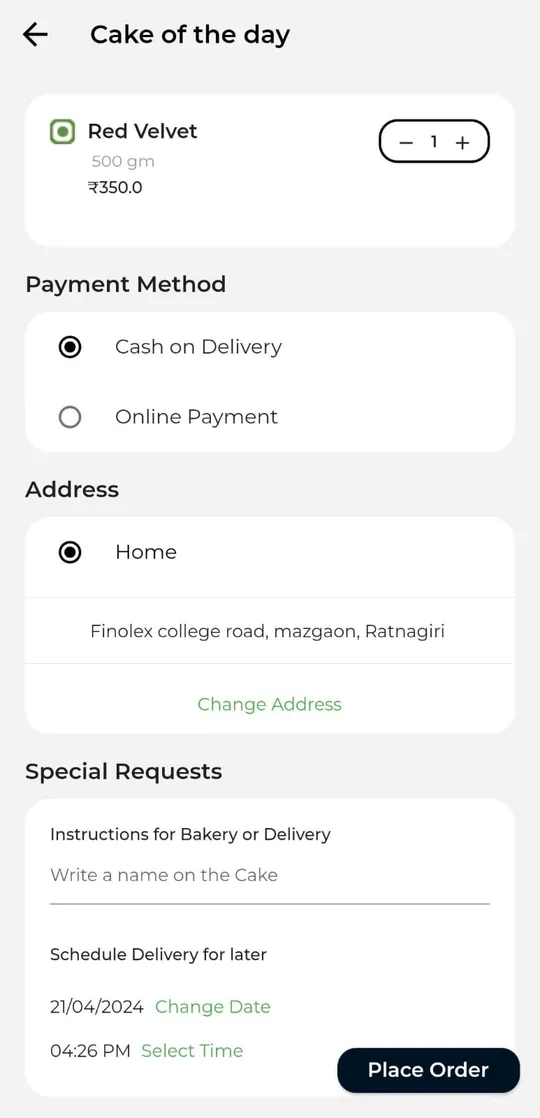 Cake of the day
Red Velvet
500 gm
₹350.0
− 1 +
Payment Method
Cash on Delivery
Online Payment
Address
Home
Finolex college road, mazgaon, Ratnagiri
Change Address
Special Requests
Instructions for Bakery or Delivery
Write a name on the Cake
Schedule Delivery for later
21/04/2024 Change Date
04:26 PM Select Time
Place Order